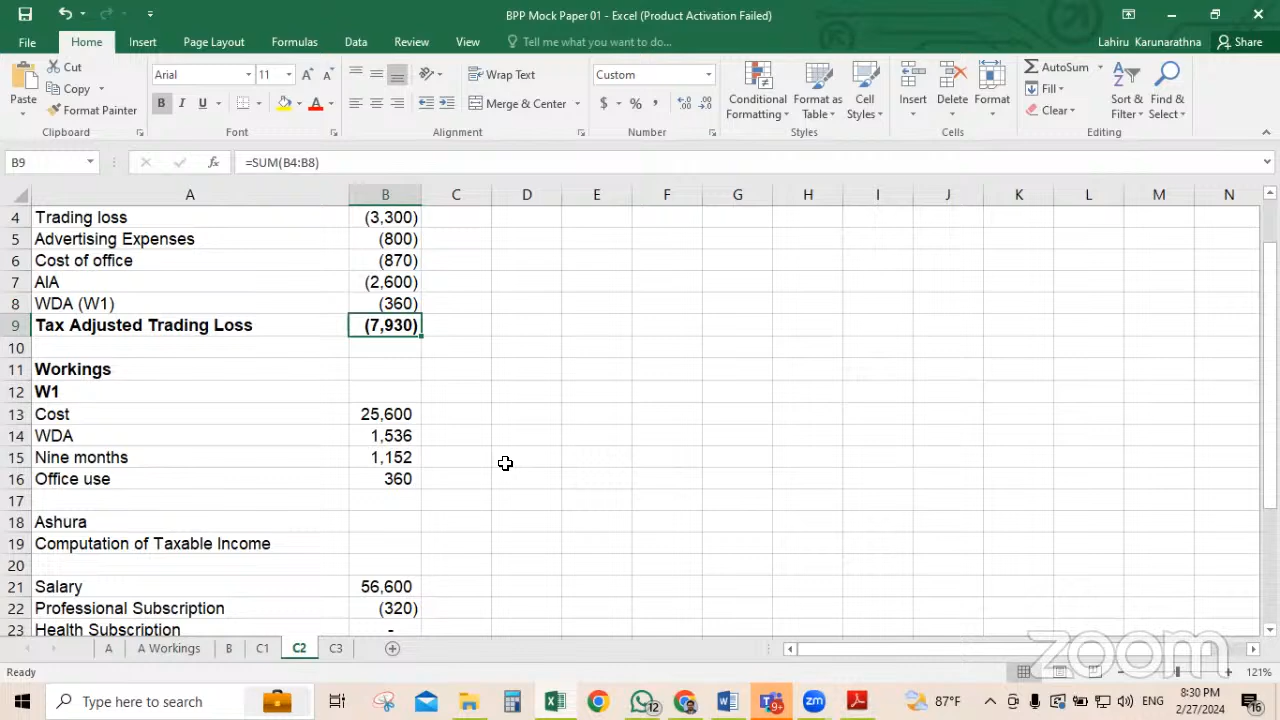 BPP Mock Paper 01 - Excel (Product Activation Failed)
File Home Insert Page Layout Formulas Data Review View Tell me what you want to do... Lahiru Karunarathna Share
Paste Cut Copy Format Painter Clipboard
Arial 11 B I U A Font
Wrap Text Merge & Center Alignment
Custom $ % , Number
Conditional Formatting Format as Table Cell Styles Styles
Insert Delete Format Cells
AutoSum Fill Clear Sort & Filter Find & Select Editing
B9 fx =SUM(B4:B8)
A B C D E F G H I J K L M N
4 Trading loss (3,300)
5 Advertising Expenses (800)
6 Cost of office (870)
7 AIA (2,600)
8 WDA (W1) (360)
9 Tax Adjusted Trading Loss (7,930)
10
11 Workings
12 W1
13 Cost 25,600
14 WDA 1,536
15 Nine months 1,152
16 Office use 360
17
18 Ashura
19 Computation of Taxable Income
20
21 Salary 56,600
22 Professional Subscription (320)
23 Health Subscription -
A A Workings B C1 C2 C3
zoom
Ready 121%
Type here to search 12 9+ zm 87°F ENG 8:30 PM
2/27/2024 16